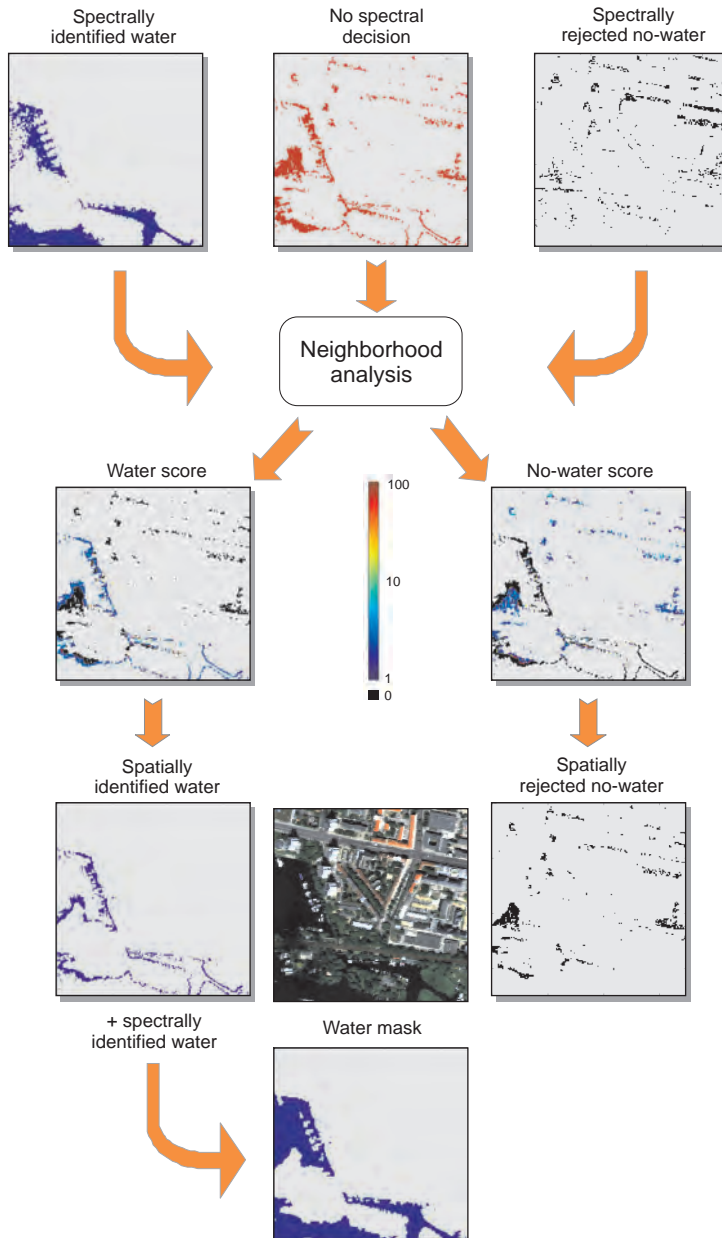 Spectrally
identified water
No spectral
decision
Spectrally
rejected no-water
Neighborhood
analysis
Water score
No-water score
100
10
1
0
Spatially
identified water
Spatially
rejected no-water
+ spectrally
identified water
Water mask